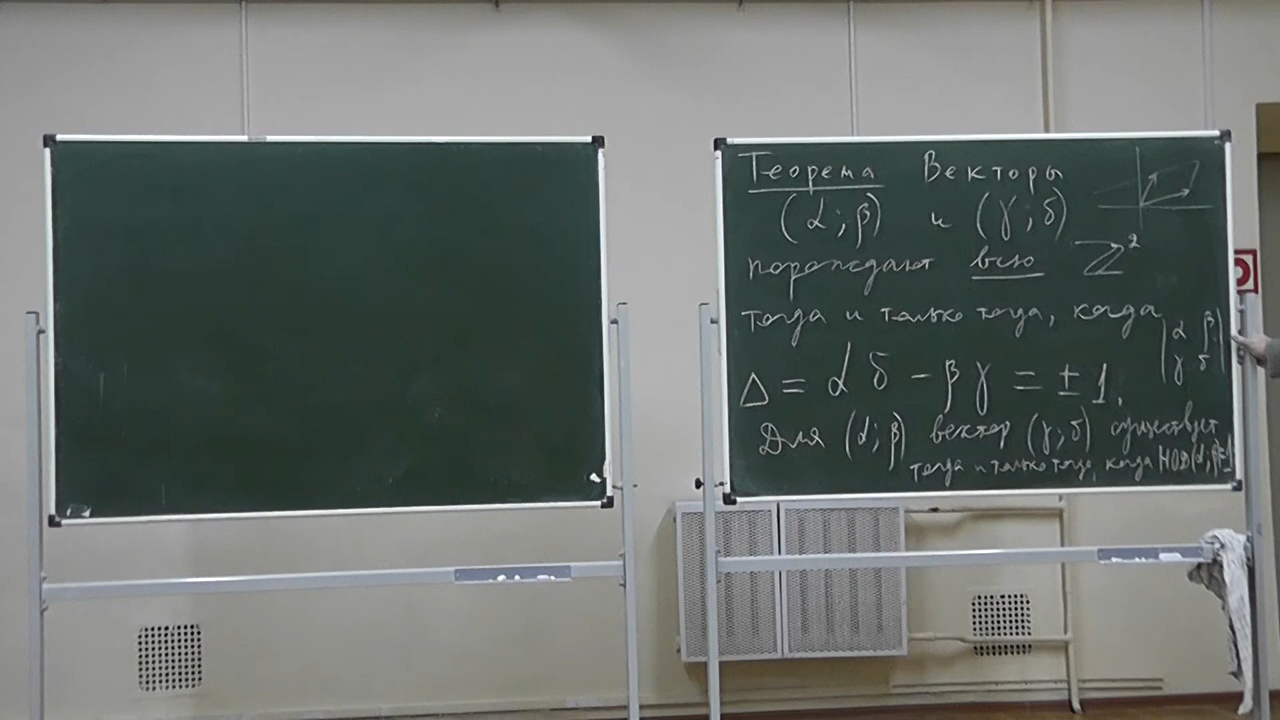 Теорема Векторы
(α; β) и (γ; δ)
порождают всю ℤ²
тогда и только тогда, когда
|α β|
|γ δ|
Δ = αδ − βγ = ±1.
Для (α; β) вектор (γ; δ) существует
тогда и только тогда, когда НОД(α, β)=1